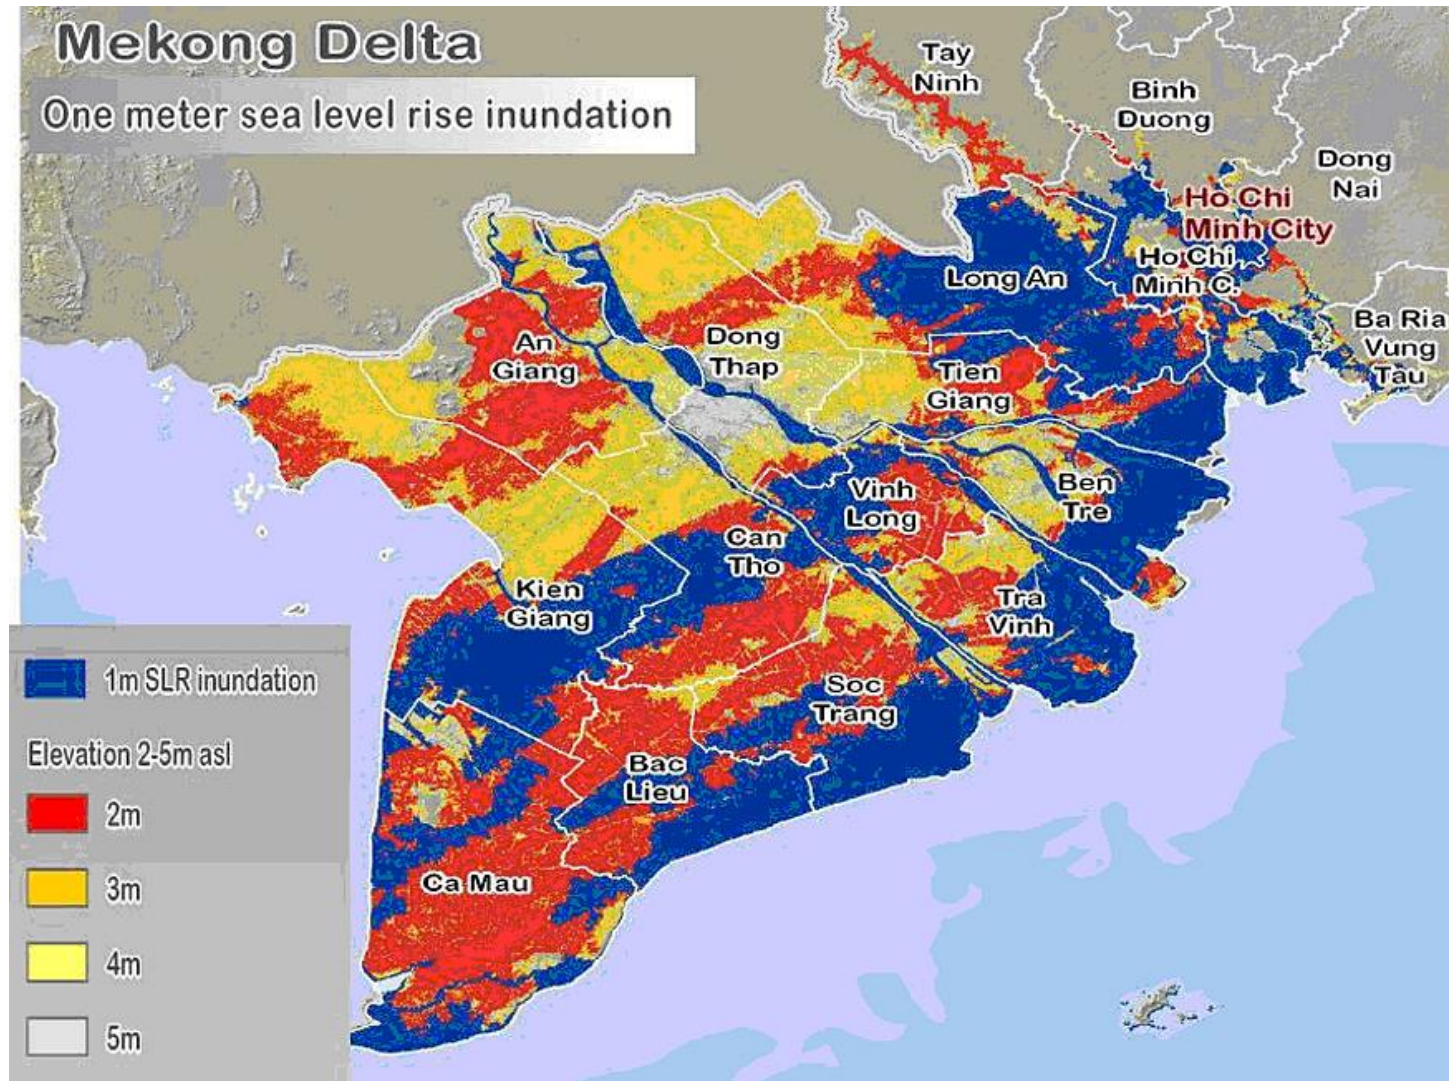 Mekong Delta
One meter sea level rise inundation
Tay
Ninh
Binh
Duong
Dong
Nai
Ho Chi
Minh City
Ho Chi
Minh C.
Long An
Ba Ria
Vung
Tau
An
Giang
Dong
Thap
Tien
Giang
Vinh
Long
Ben
Tre
Can
Tho
Kien
Giang
Tra
Vinh
Soc
Trang
Bac
Lieu
Ca Mau
1m SLR inundation
Elevation 2-5m asl
2m
3m
4m
5m